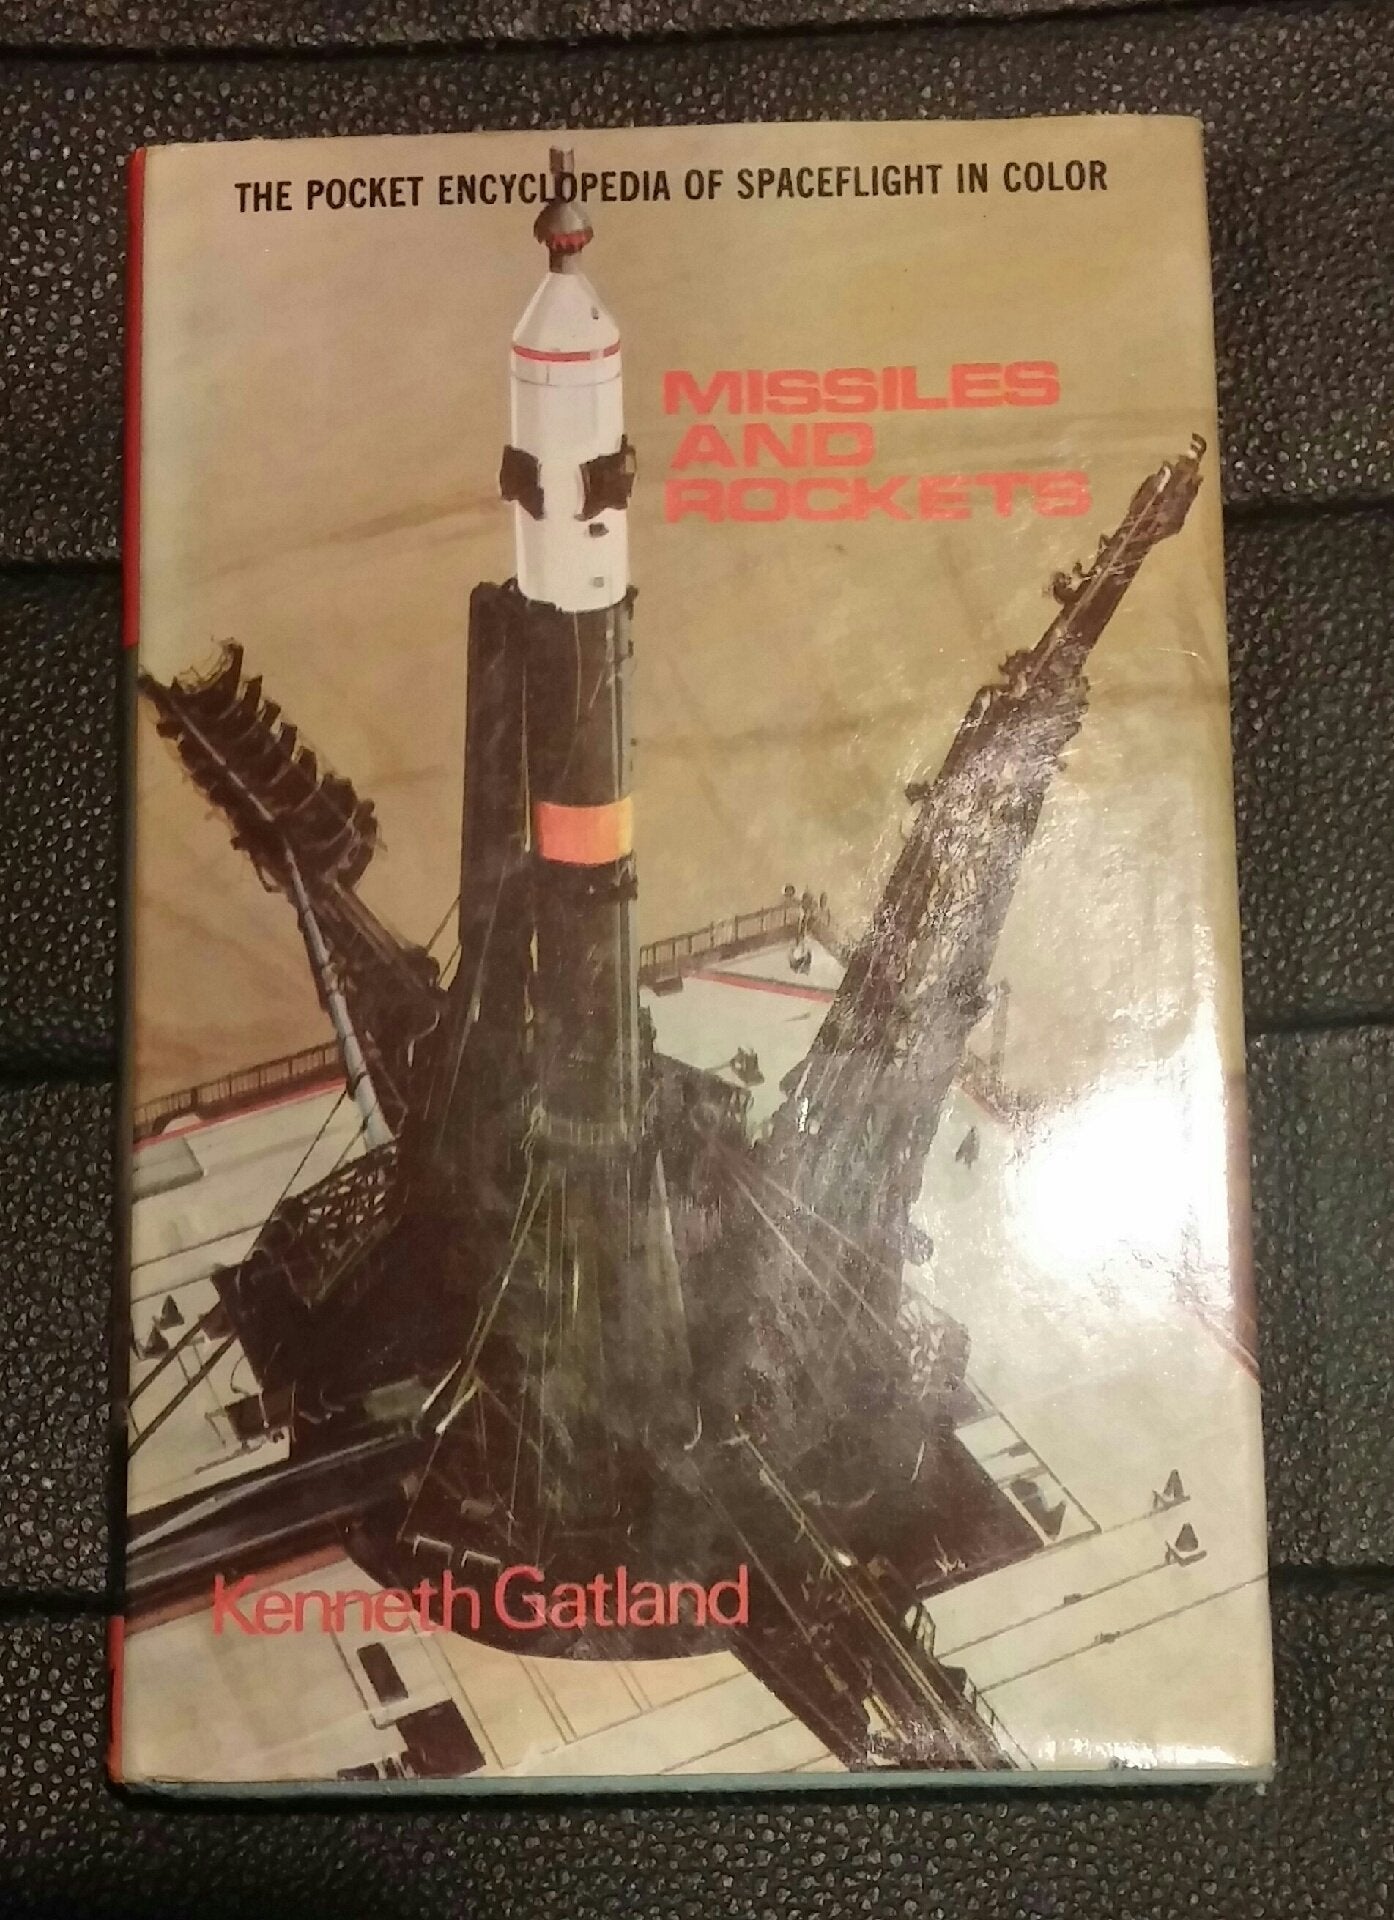 THE POCKET ENCYCLOPEDIA OF SPACEFLIGHT IN COLOR
MISSILES
AND
ROCKETS
Kenneth Gatland